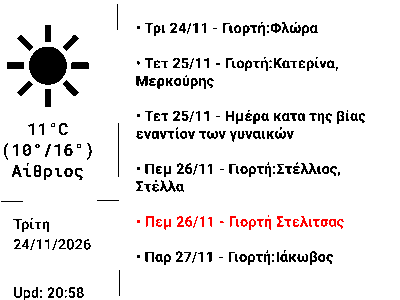 11°C
(10°/16°)
Αίθριος
Τρίτη
24/11/2026
Upd: 20:58
• Τρι 24/11 - Γιορτή:Φλώρα
• Τετ 25/11 - Γιορτή:Κατερίνα,
Μερκούρης
• Τετ 25/11 - Ημέρα κατα της βίας
εναντίον των γυναικών
• Πεμ 26/11 - Γιορτή:Στέλλιος,
Στέλλα
• Πεμ 26/11 - Γιορτή Στελιτσας
• Παρ 27/11 - Γιορτή:Ιάκωβος